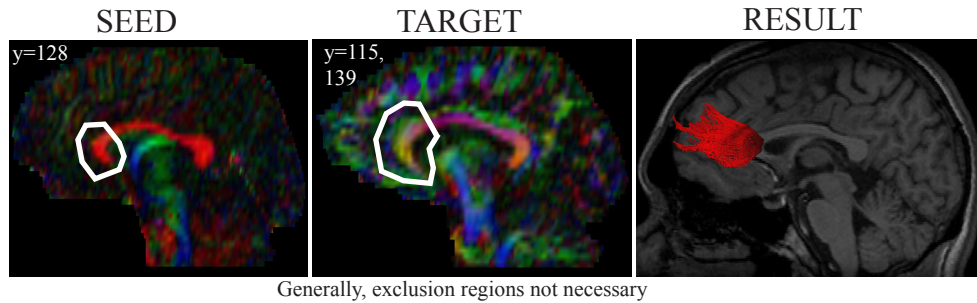 SEED
TARGET
RESULT
y=128
y=115,
139
Generally, exclusion regions not necessary